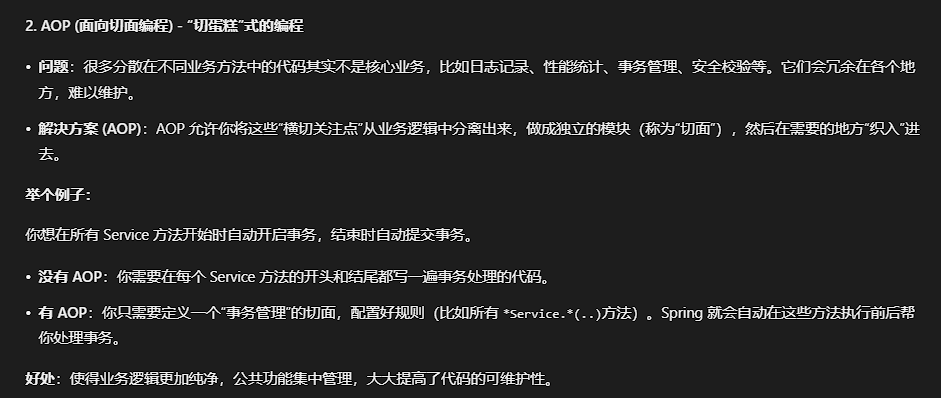 2. AOP (面向切面编程) - “切蛋糕”式的编程
• 问题：很多分散在不同业务方法中的代码其实不是核心业务，比如日志记录、性能统计、事务管理、安全校验等。它们会冗余在各个地
方，难以维护。
• 解决方案 (AOP)：AOP 允许你将这些“横切关注点”从业务逻辑中分离出来，做成独立的模块（称为“切面”），然后在需要的地方“织入”进
去。
举个例子：
你想在所有 Service 方法开始时自动开启事务，结束时自动提交事务。
• 没有 AOP：你需要在每个 Service 方法的开头和结尾都写一遍事务处理的代码。
• 有 AOP：你只需要定义一个“事务管理”的切面，配置好规则（比如所有 *Service.*(..)方法）。Spring 就会自动在这些方法执行前后帮
你处理事务。
好处：使得业务逻辑更加纯净，公共功能集中管理，大大提高了代码的可维护性。